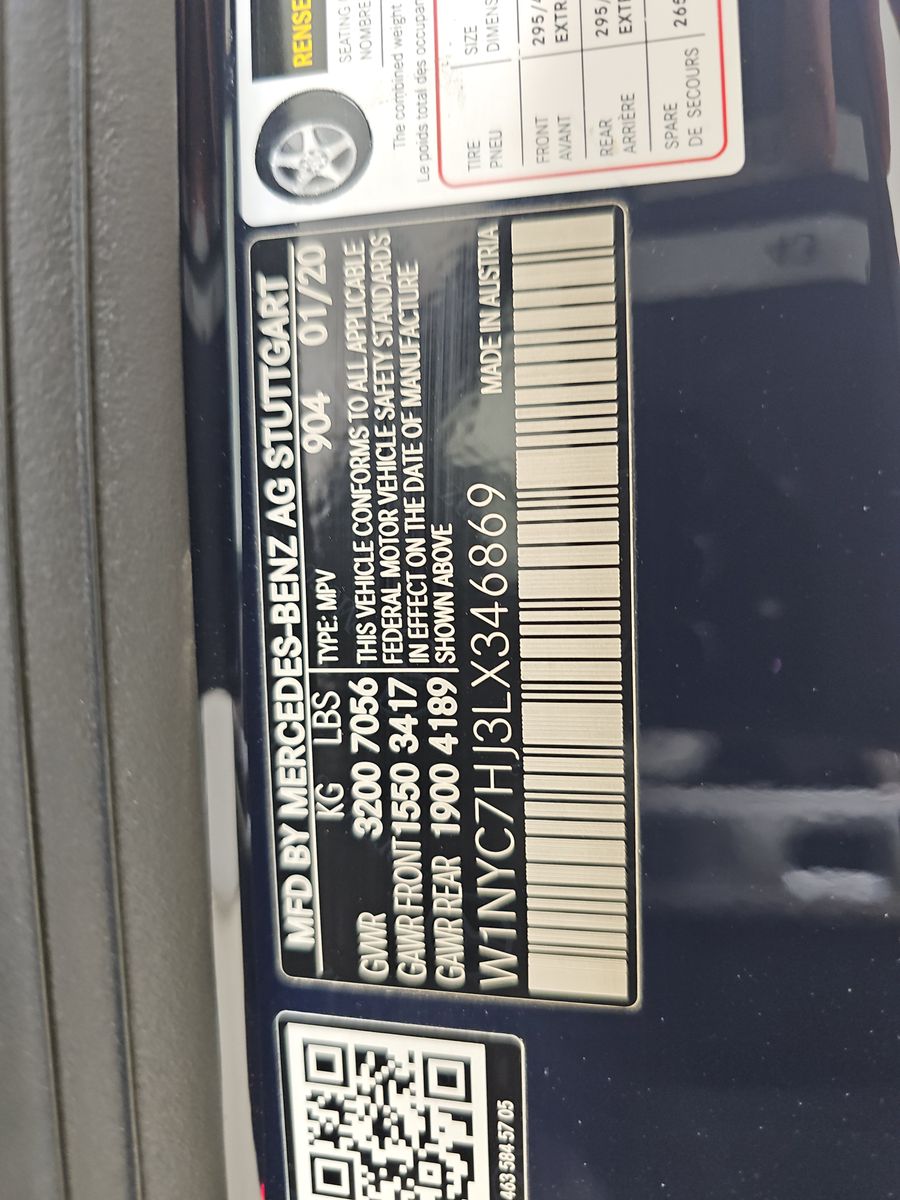 MFD BY MERCEDES-BENZ AG STUTTGART
KG LBS TYPE: MPV 904 01/20
GVWR 3200 7056 THIS VEHICLE CONFORMS TO ALL APPLICABLE
GAWR FRONT 1550 3417 FEDERAL MOTOR VEHICLE SAFETY STANDARDS
GAWR REAR 1900 4189 IN EFFECT ON THE DATE OF MANUFACTURE
SHOWN ABOVE
W1NYC7HJ3LX346869 MADE IN AUSTRIA
463 584 57 05
RENSE
SEATING
NOMBRE
The combined weight
Le poids total des occupan
TIRE SIZE
PNEU DIMENS
FRONT 295/
AVANT EXTR
REAR 295/
ARRIÈRE EXT
SPARE 265
DE SECOURS